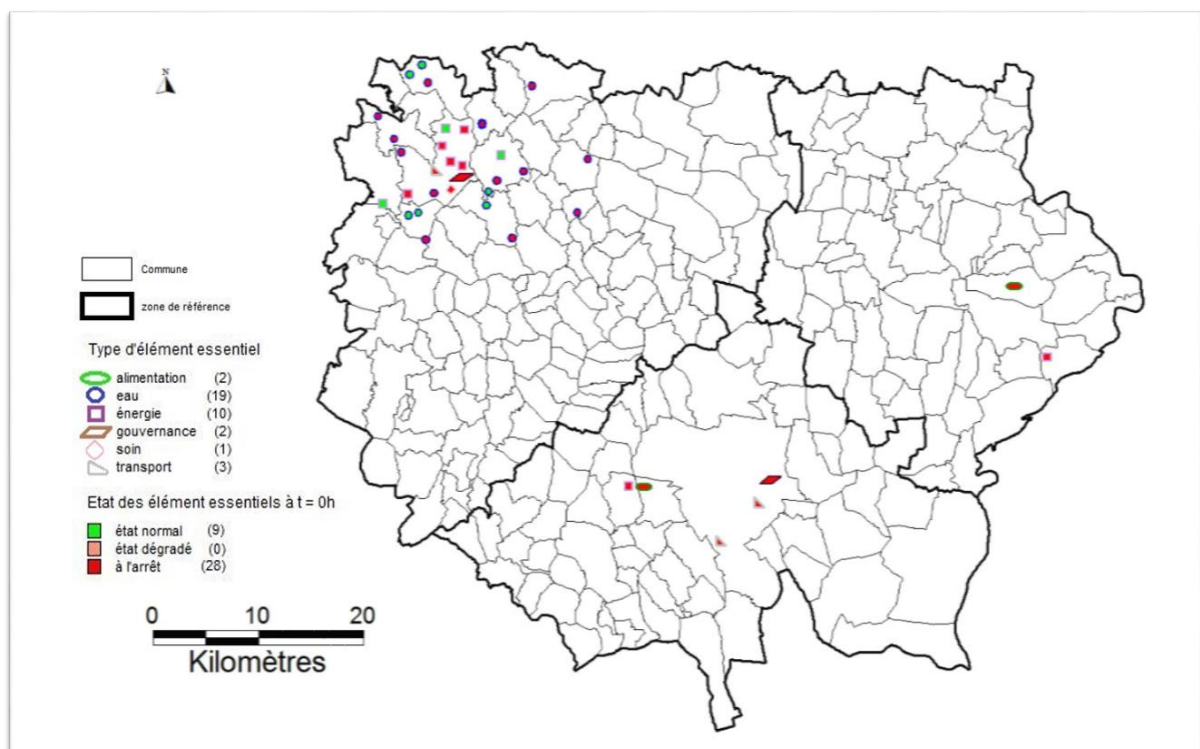 N
Commune
zone de référence
Type d'élément essentiel
alimentation (2)
eau (19)
énergie (10)
gouvernance (2)
soin (1)
transport (3)
Etat des élément essentiels à t = 0h
état normal (9)
état dégradé (0)
à l'arrêt (28)
0 10 20
Kilomètres